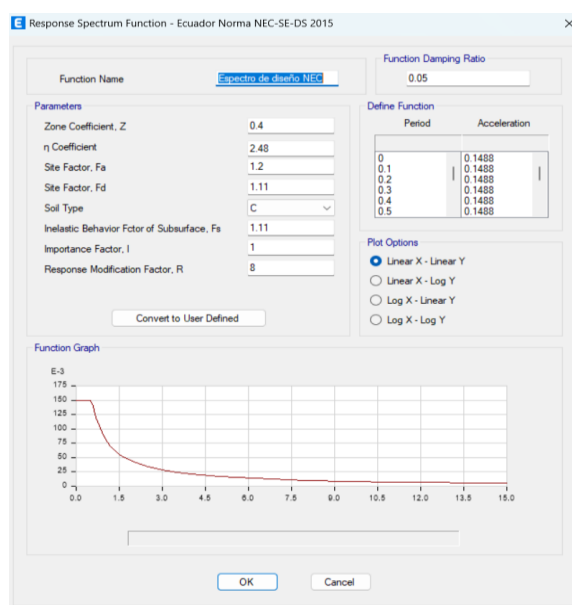 E Response Spectrum Function - Ecuador Norma NEC-SE-DS 2015
Function Name Espectro de diseño NEC
Function Damping Ratio
0.05
Parameters
Zone Coefficient, Z 0.4
η Coefficient 2.48
Site Factor, Fa 1.2
Site Factor, Fd 1.11
Soil Type C
Inelastic Behavior Fctor of Subsurface, Fs 1.11
Importance Factor, I 1
Response Modification Factor, R 8
Convert to User Defined
Define Function
Period Acceleration
0 0.1488
0.1 0.1488
0.2 0.1488
0.3 0.1488
0.4 0.1488
0.5 0.1488
Plot Options
Linear X - Linear Y
Linear X - Log Y
Log X - Linear Y
Log X - Log Y
Function Graph
E-3
175
150
125
100
75
50
25
0
0.0 1.5 3.0 4.5 6.0 7.5 9.0 10.5 12.0 13.5 15.0
OK Cancel